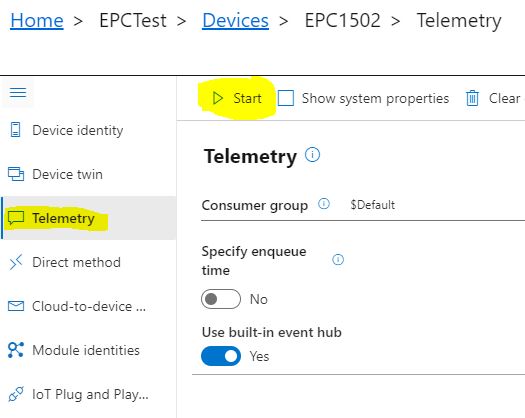 Home > EPCTest > Devices > EPC1502 > Telemetry
Start Show system properties Clear
Device identity
Device twin
Telemetry
Direct method
Cloud-to-device ...
Module identities
IoT Plug and Play...
Telemetry
Consumer group $Default
Specify enqueue
time
No
Use built-in event hub
Yes